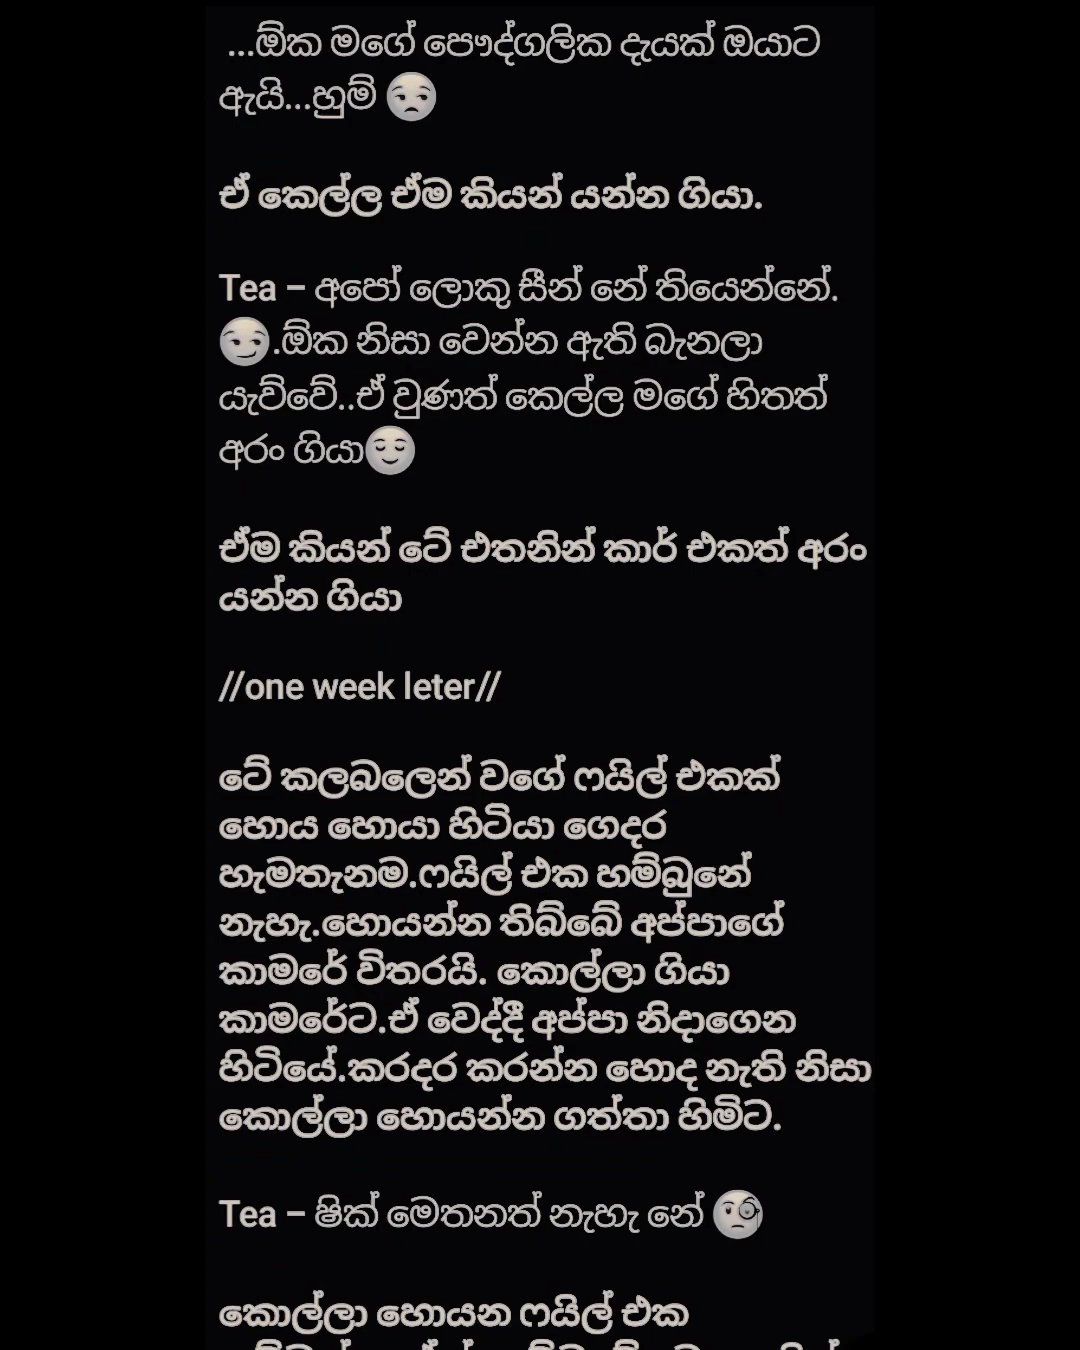 ...ඕක මගේ පෞද්ගලික දැයක් ඔයාට
ඇයි...හුම් 😒
ඒ කෙල්ල ඒම කියන් යන්න ගියා.
Tea – අපෝ ලොකු සීන් නේ තියෙන්නේ.
😏.ඕක නිසා වෙන්න ඇති බැනලා
යැව්වේ..ඒ වුණත් කෙල්ල මගේ හිතත්
අරං ගියා😌
ඒම කියන් ටේ එතනින් කාර් එකත් අරං
යන්න ගියා
//one week leter//
ටේ කලබලෙන් වගේ ෆයිල් එකක්
හොය හොයා හිටියා ගෙදර
හැමතැනම.ෆයිල් එක හම්බුනේ
නැහැ.හොයන්න තිබ්බේ අප්පාගේ
කාමරේ විතරයි. කොල්ලා ගියා
කාමරේට.ඒ වෙද්දී අප්පා නිදාගෙන
හිටියේ.කරදර කරන්න හොද නැති නිසා
කොල්ලා හොයන්න ගත්තා හිමිට.
Tea – ෂික් මෙතනත් නැහැ නේ 🧐
කොල්ලා හොයන ෆයිල් එක